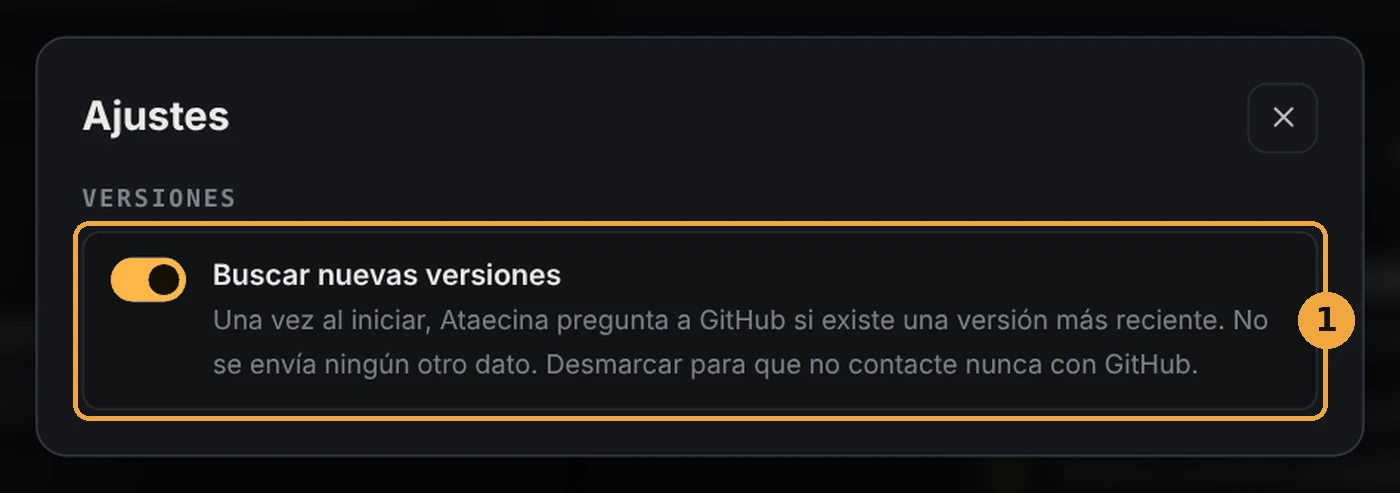 Ajustes
VERSIONES
Buscar nuevas versiones
Una vez al iniciar, Ataecina pregunta a GitHub si existe una versión más reciente. No
se envía ningún otro dato. Desmarcar para que no contacte nunca con GitHub.
1